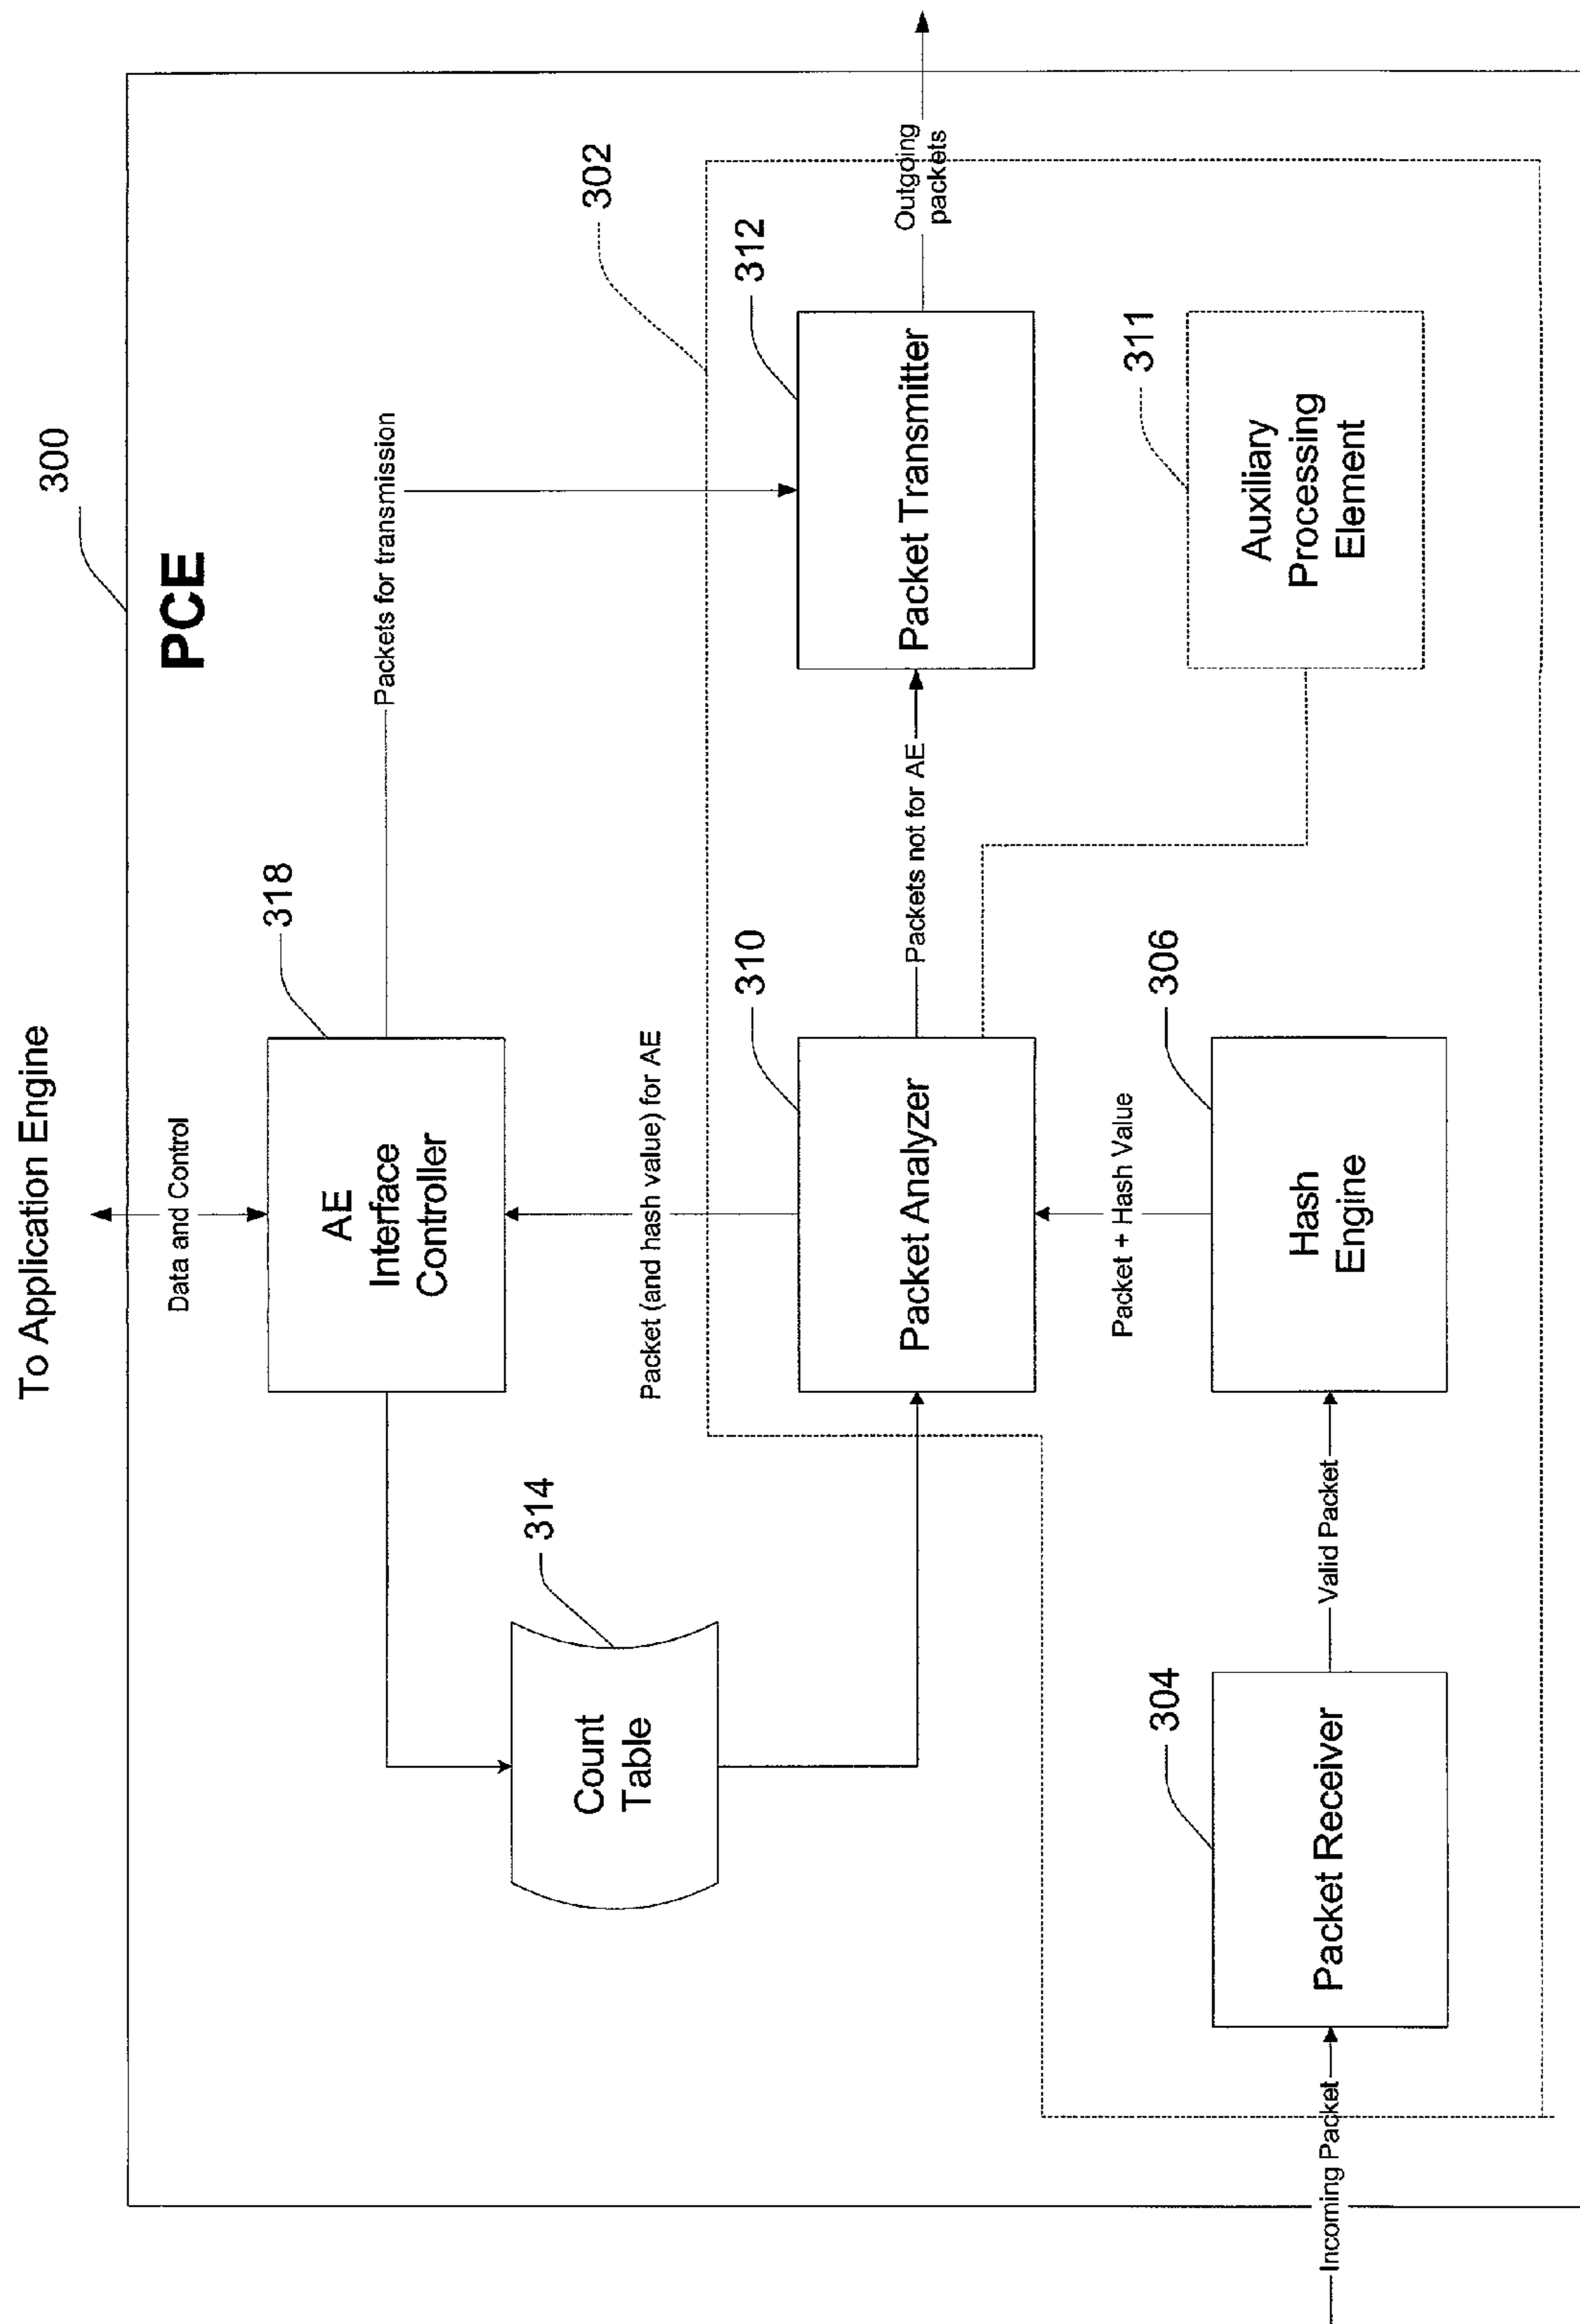 To Application Engine
300
PCE
Data and Control
AE
Interface
Controller
318
Packets for transmission
302
Count
Table
314
Packet (and hash value) for AE
Packet Analyzer
310
Packets not for AE
Packet Transmitter
312
Outgoing
packets
Packet + Hash Value
Incoming Packet
Packet Receiver
304
Valid Packet
Hash
Engine
306
Auxiliary
Processing
Element
311